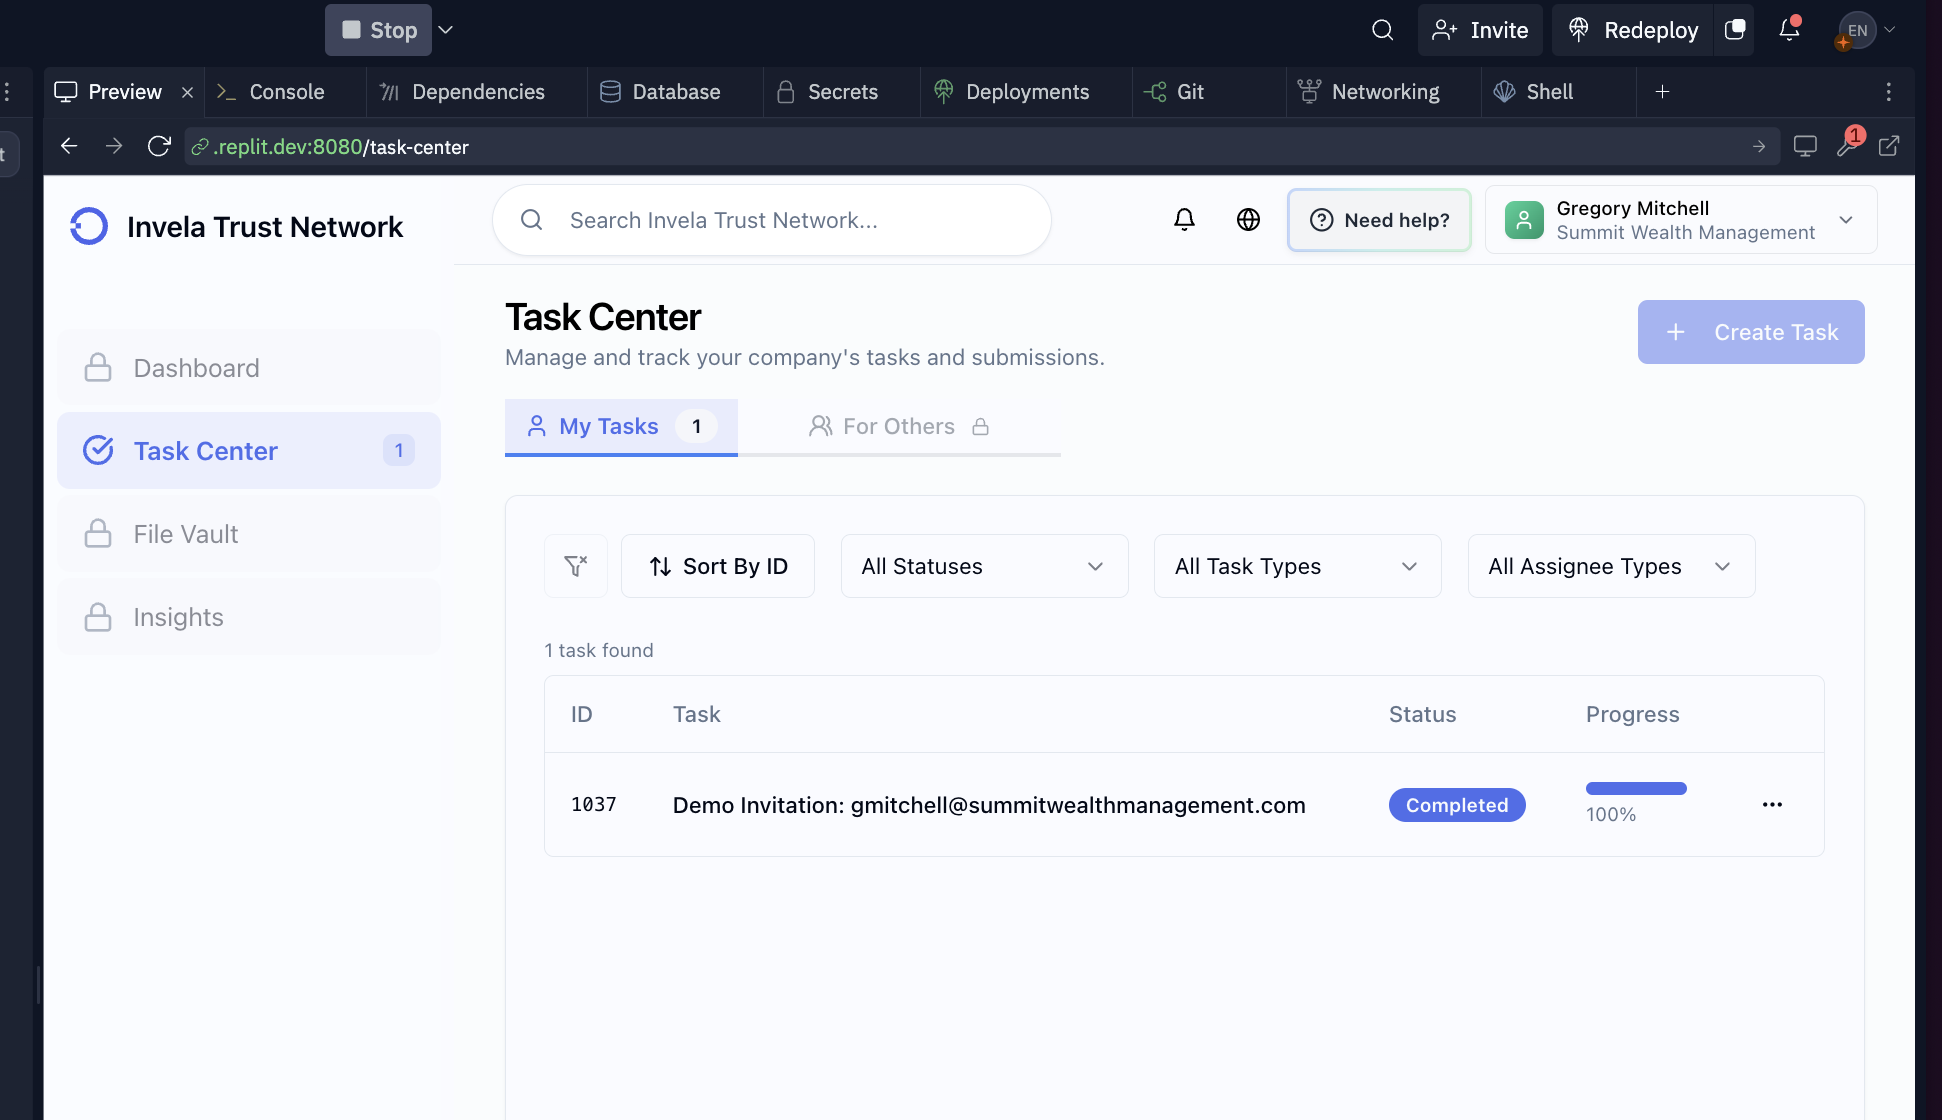 Stop
Invite
Redeploy
EN
Preview
Console
Dependencies
Database
Secrets
Deployments
Git
Networking
Shell
t
.replit.dev:8080/task-center
1
Invela Trust Network
Search Invela Trust Network...
Need help?
Gregory Mitchell
Summit Wealth Management
Dashboard
Task Center 1
File Vault
Insights
Task Center
Manage and track your company's tasks and submissions.
Create Task
My Tasks 1
For Others
Sort By ID
All Statuses
All Task Types
All Assignee Types
1 task found
ID Task Status Progress
1037 Demo Invitation: gmitchell@summitwealthmanagement.com Completed 100%